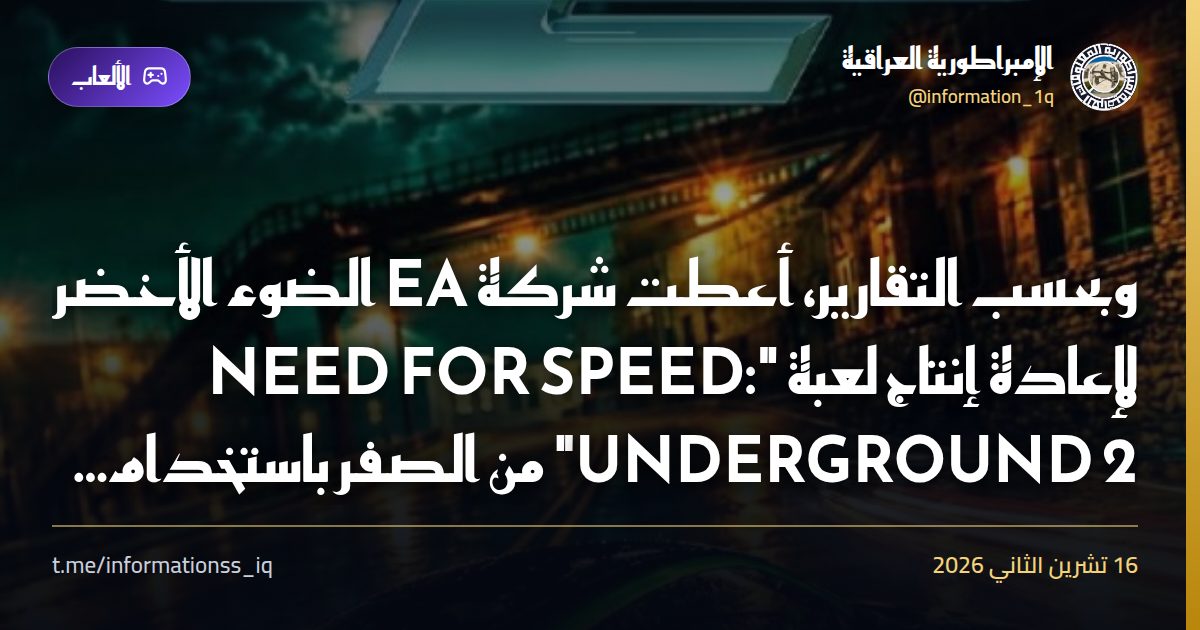 الإمبراطورية العراقية
@information_1q
الألعاب
وبحسب التقارير، أعطت شركة EA الضوء الأخضر
لإعادة إنتاج لعبة "NEED FOR SPEED:
UNDERGROUND 2" من الصفر باستخدام...
16 تشرين الثاني 2026
t.me/informationss_iq